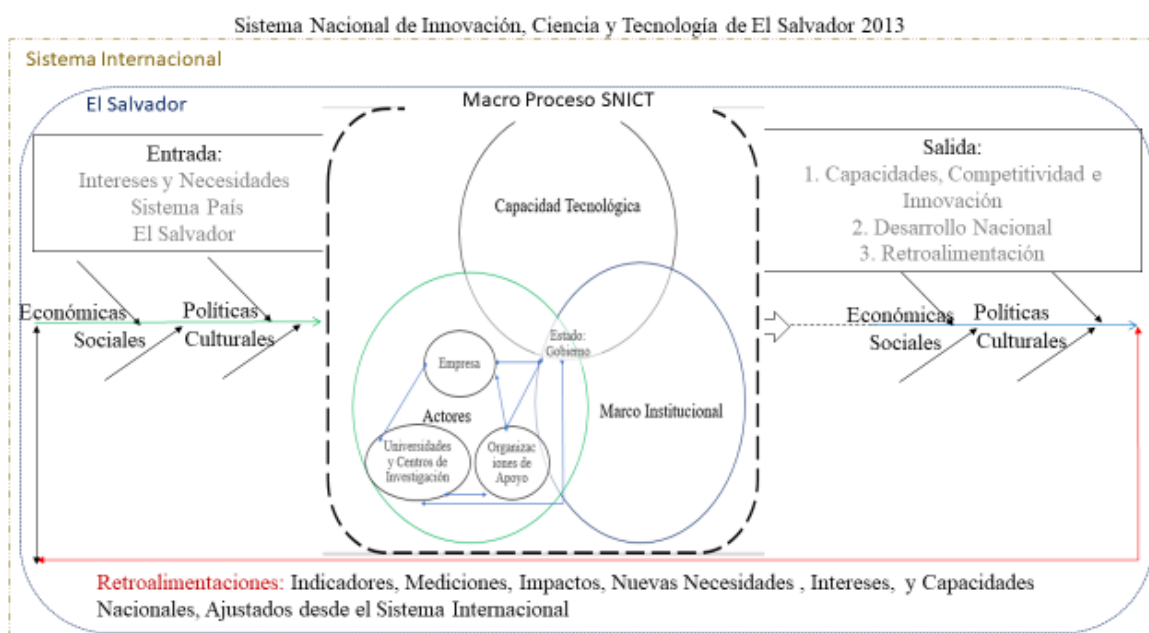 Sistema Nacional de Innovación, Ciencia y Tecnología de El Salvador 2013
Sistema Internacional
El Salvador
Macro Proceso SNICT
Entrada:
Intereses y Necesidades
Sistema País
El Salvador
Económicas
Políticas
Sociales
Culturales
Capacidad Tecnológica
Estado:
Gobierno
Empresa
Actores
Universidades
y Centros de
Investigación
Organizac
iones de
Apoyo
Marco Institucional
Salida:
1. Capacidades, Competitividad e
Innovación
2. Desarrollo Nacional
3. Retroalimentación
Económicas
Políticas
Sociales
Culturales
Retroalimentaciones: Indicadores, Mediciones, Impactos, Nuevas Necesidades , Intereses, y Capacidades
Nacionales, Ajustados desde el Sistema Internacional